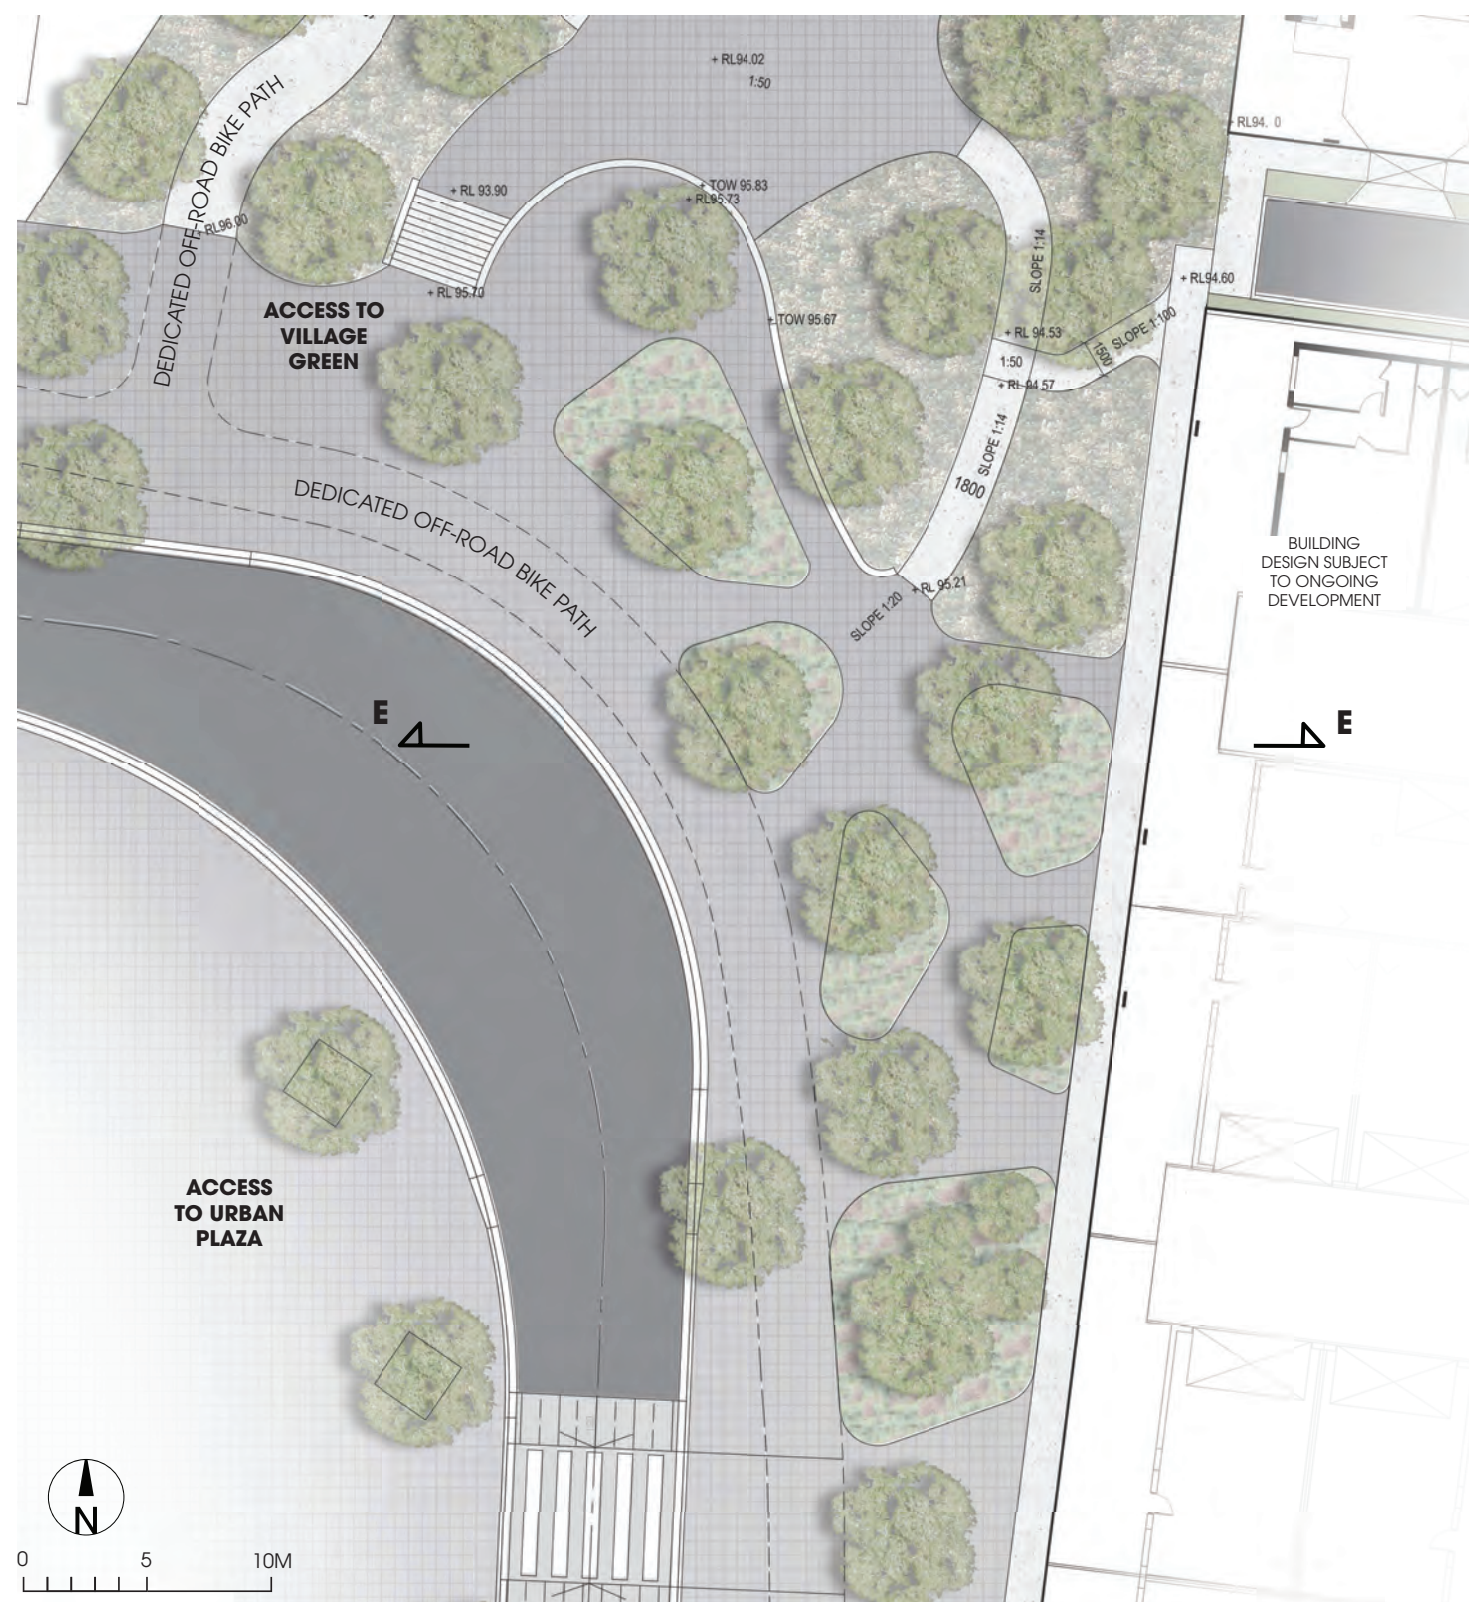 + RL94.02
1:50
DEDICATED OFF-ROAD BIKE PATH
+ RL 93.90
+ TOW 95.83
+ RL95.73
+ RL96.00
SLOPE 1:14
+ RL94.60
+ RL 95.70
ACCESS TO
VILLAGE
GREEN
+ TOW 95.67
+ RL 94.53
SLOPE 1:100
1500
1:50
+ RL 94.57
SLOPE 1:14
1800
DEDICATED OFF-ROAD BIKE PATH
BUILDING
DESIGN SUBJECT
TO ONGOING
DEVELOPMENT
+ RL 95.21
SLOPE 1:20
E
E
ACCESS
TO URBAN
PLAZA
N
0 5 10M